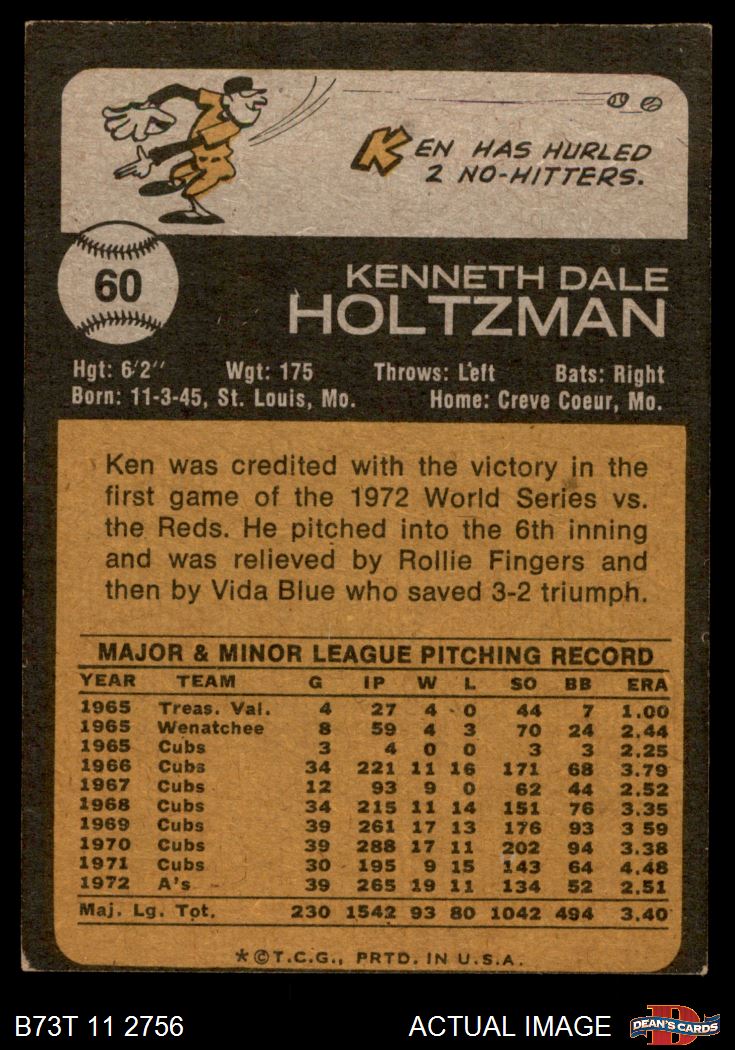 KEN HAS HURLED
2 NO-HITTERS.
60
KENNETH DALE
HOLTZMAN
Hgt: 6'2" Wgt: 175 Throws: Left Bats: Right
Born: 11-3-45, St. Louis, Mo. Home: Creve Coeur, Mo.
Ken was credited with the victory in the
first game of the 1972 World Series vs.
the Reds. He pitched into the 6th inning
and was relieved by Rollie Fingers and
then by Vida Blue who saved 3-2 triumph.
MAJOR & MINOR LEAGUE PITCHING RECORD
YEAR TEAM G IP W L SO BB ERA
1965 Treas. Val. 4 27 4 0 44 7 1.00
1965 Wenatchee 8 59 4 3 70 24 2.44
1965 Cubs 3 4 0 0 3 3 2.25
1966 Cubs 34 221 11 16 171 68 3.79
1967 Cubs 12 93 9 0 62 44 2.52
1968 Cubs 34 215 11 14 151 76 3.35
1969 Cubs 39 261 17 13 176 93 3 59
1970 Cubs 39 288 17 11 202 94 3.38
1971 Cubs 30 195 9 15 143 64 4.48
1972 A's 39 265 19 11 134 52 2.51
Maj. Lg. Tot. 230 1542 93 80 1042 494 3.40
*©T.C.G., PRTD. IN U.S.A.
B73T 11 2756 ACTUAL IMAGE DEAN'S CARDS